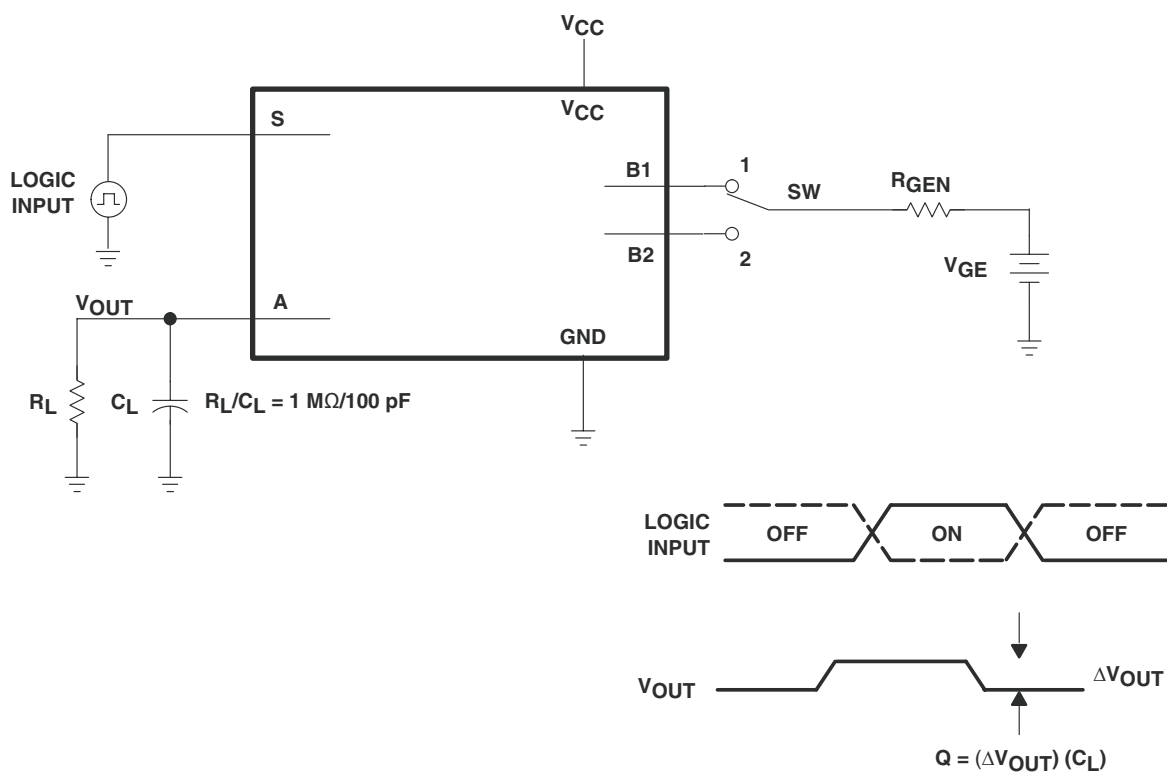 VCC
VCC
S
LOGIC
INPUT
B1
1
SW
RGEN
B2
2
VGE
VOUT
A
GND
RL
CL
RL/CL = 1 MΩ/100 pF
LOGIC
INPUT
OFF
ON
OFF
VOUT
ΔVOUT
Q = (ΔVOUT) (CL)